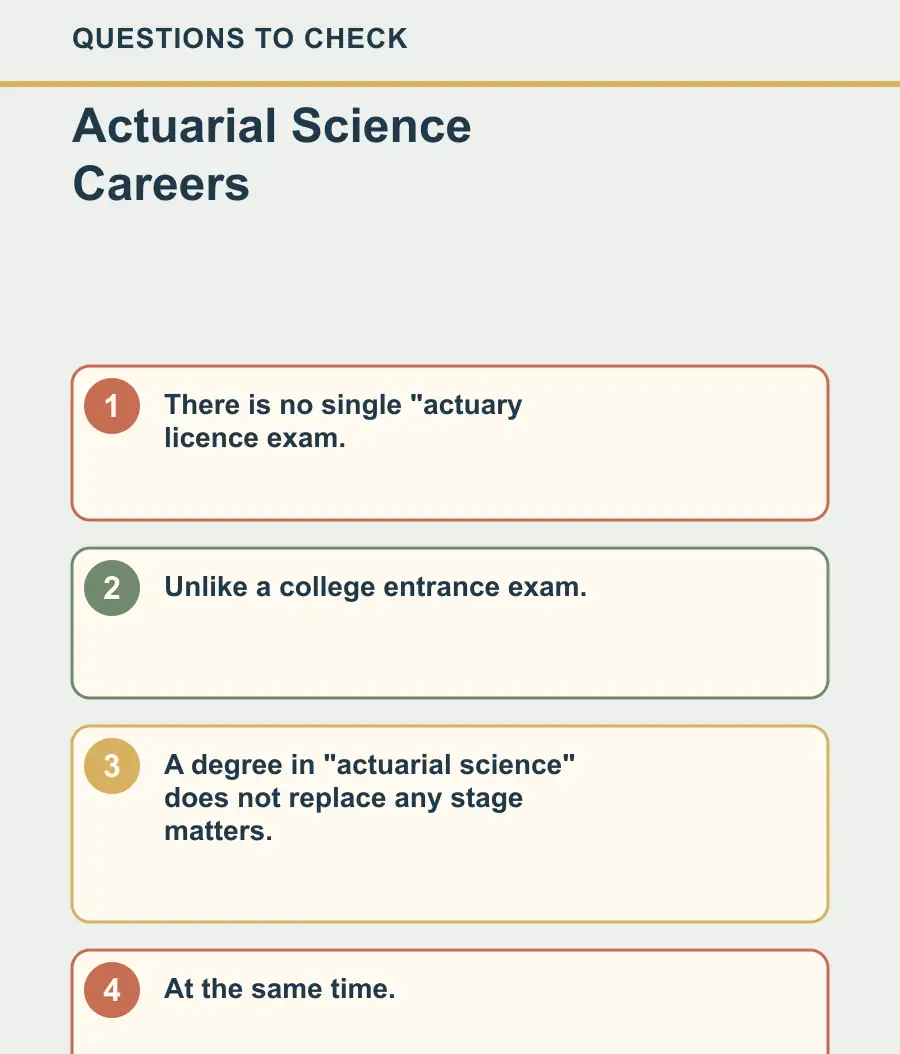 QUESTIONS TO CHECK
Actuarial Science
Careers
1
There is no single "actuary
licence exam.
2
Unlike a college entrance exam.
3
A degree in "actuarial science"
does not replace any stage
matters.
4
At the same time.